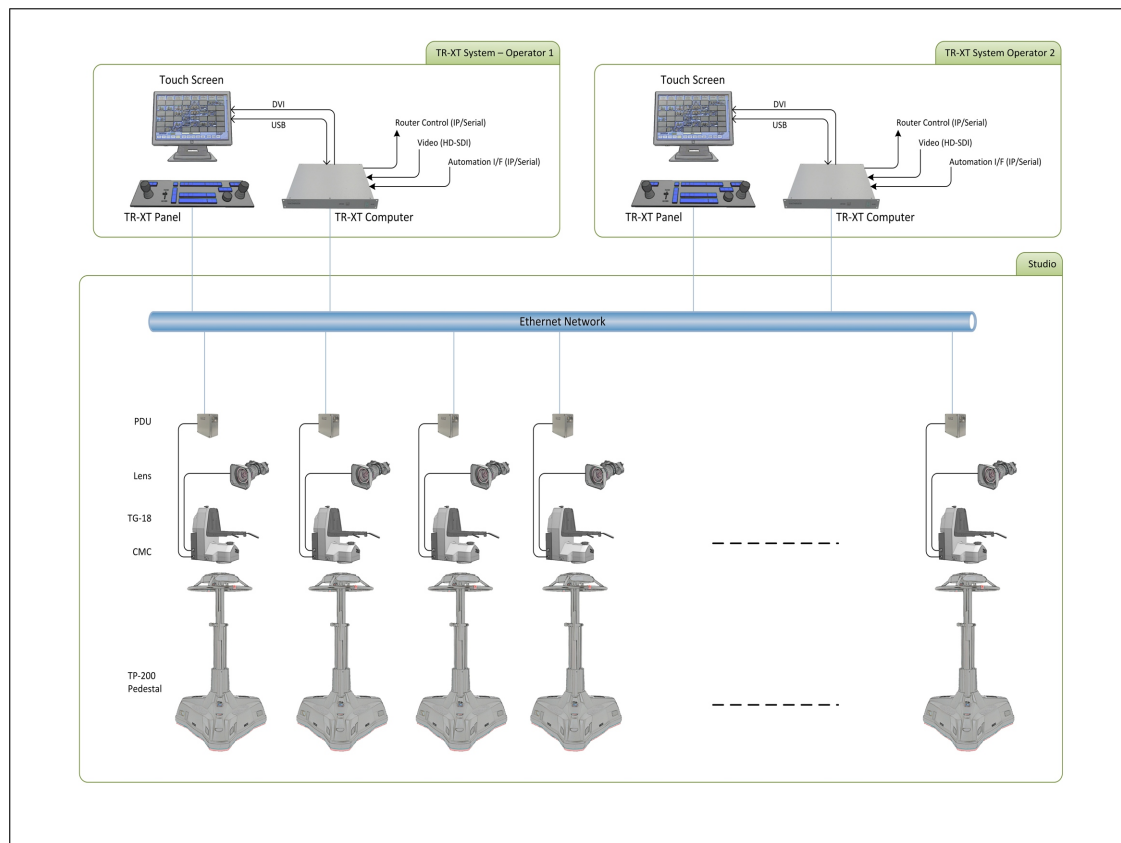 TR-XT System – Operator 1
Touch Screen
DVI
USB
Router Control (IP/Serial)
Video (HD-SDI)
Automation I/F (IP/Serial)
TR-XT Panel
TR-XT Computer
TR-XT System Operator 2
Touch Screen
DVI
USB
Router Control (IP/Serial)
Video (HD-SDI)
Automation I/F (IP/Serial)
TR-XT Panel
TR-XT Computer
Studio
Ethernet Network
PDU
Lens
TG-18
CMC
TP-200
Pedestal